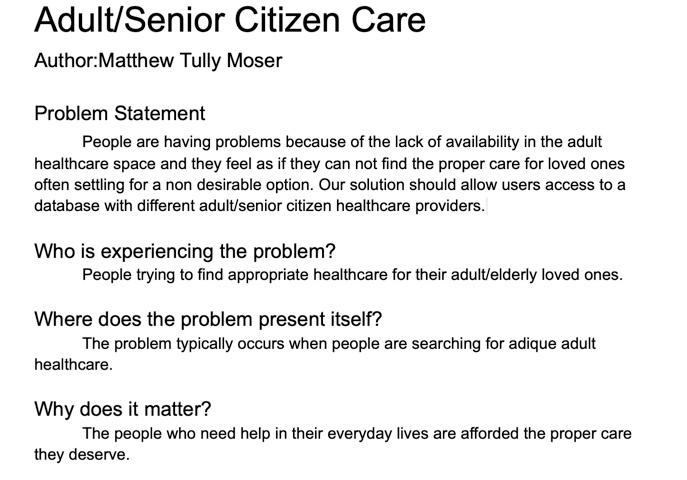 Adult/Senior Citizen Care
Author:Matthew Tully Moser
Problem Statement
People are having problems because of the lack of availability in the adult
healthcare space and they feel as if they can not find the proper care for loved ones
often settling for a non desirable option. Our solution should allow users access to a
database with different adult/senior citizen healthcare providers.
Who is experiencing the problem?
People trying to find appropriate healthcare for their adult/elderly loved ones.
Where does the problem present itself?
The problem typically occurs when people are searching for adique adult
healthcare.
Why does it matter?
The people who need help in their everyday lives are afforded the proper care
they deserve.